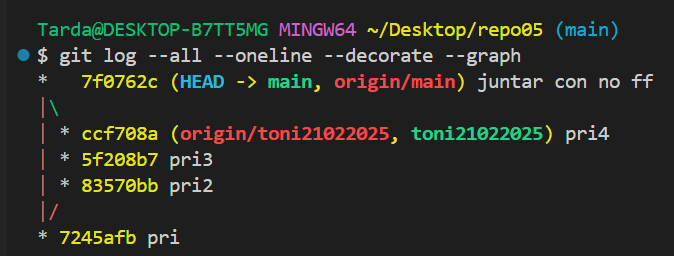 Tarda@DESKTOP-B7TT5MG MINGW64 ~/Desktop/repo05 (main)
$ git log --all --oneline --decorate --graph
*   7f0762c (HEAD -> main, origin/main) juntar con no ff
|\
| * ccf708a (origin/toni21022025, toni21022025) pri4
| * 5f208b7 pri3
| * 83570bb pri2
|/
* 7245afb pri